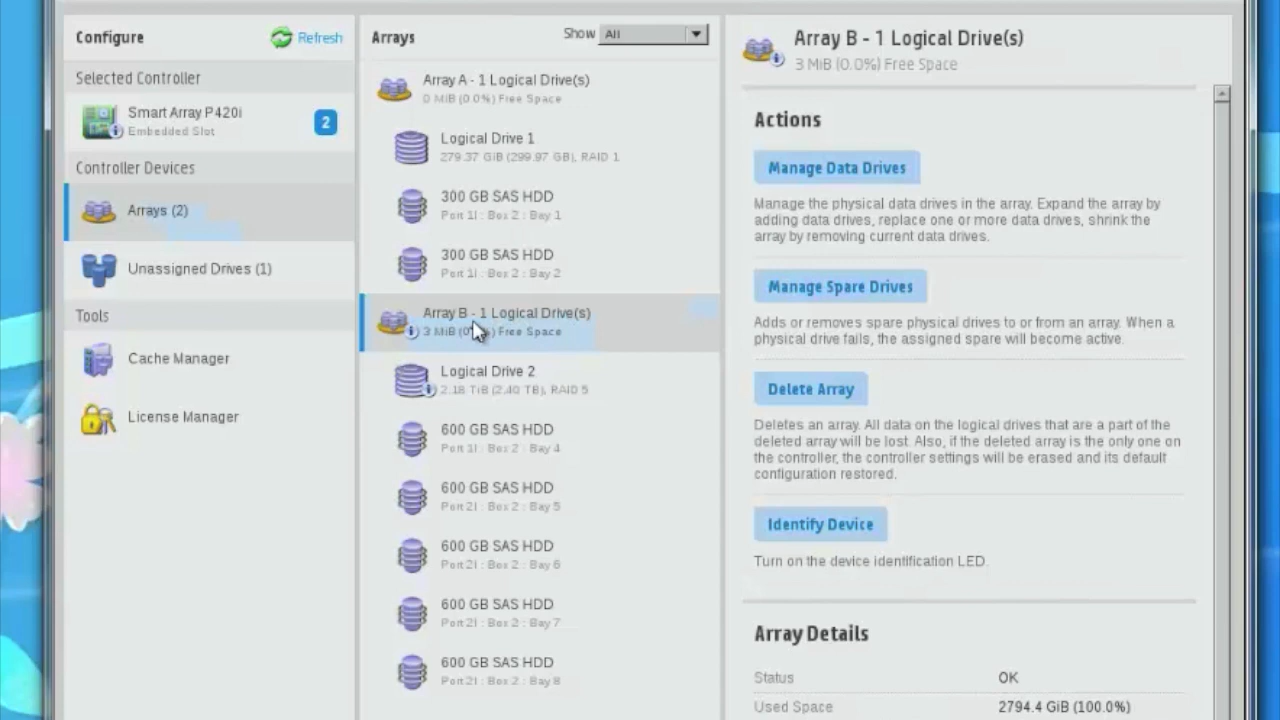 Configure
Refresh
Selected Controller
Smart Array P420i
Embedded Slot
2
Controller Devices
Arrays (2)
Unassigned Drives (1)
Tools
Cache Manager
License Manager
Arrays
Show All
Array A - 1 Logical Drive(s)
0 MiB (0.0%) Free Space
Logical Drive 1
279.37 GiB (299.97 GB), RAID 1
300 GB SAS HDD
Port 1I : Box 2 : Bay 1
300 GB SAS HDD
Port 1I : Box 2 : Bay 2
Array B - 1 Logical Drive(s)
3 MiB Free Space
Logical Drive 2
2.18 TiB (2.40 TB), RAID 5
600 GB SAS HDD
Port 1I : Box 2 : Bay 4
600 GB SAS HDD
Port 2I : Box 2 : Bay 5
600 GB SAS HDD
Port 2I : Box 2 : Bay 6
600 GB SAS HDD
Port 2I : Box 2 : Bay 7
600 GB SAS HDD
Port 2I : Box 2 : Bay 8
Array B - 1 Logical Drive(s)
3 MiB (0.0%) Free Space
Actions
Manage Data Drives
Manage the physical data drives in the array. Expand the array by
adding data drives, replace one or more data drives, shrink the
array by removing current data drives.
Manage Spare Drives
Adds or removes spare physical drives to or from an array. When a
physical drive fails, the assigned spare will become active.
Delete Array
Deletes an array. All data on the logical drives that are a part of the
deleted array will be lost. Also, if the deleted array is the only one on
the controller, the controller settings will be erased and its default
configuration restored.
Identify Device
Turn on the device identification LED.
Array Details
Status OK
Used Space 2794.4 GiB (100.0%)